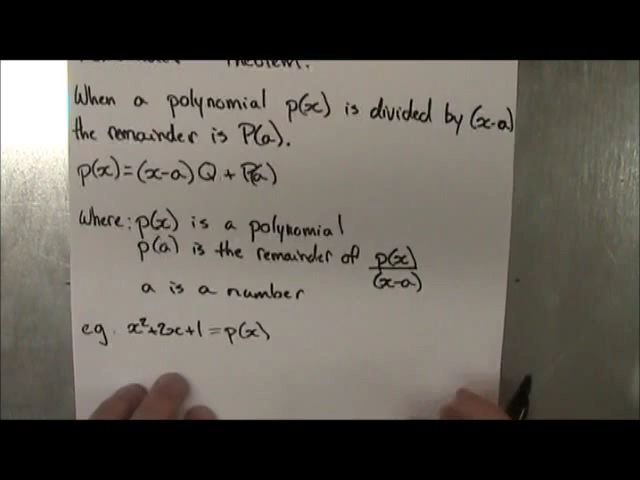 Theorem.
When a polynomial p(x) is divided by (x-a)
the remainder is P(a).
p(x)=(x-a)Q + P(a)
Where: p(x) is a polynomial
p(a) is the remainder of p(x)/(x-a)
a is a number
eg. x²+2x+1=p(x)